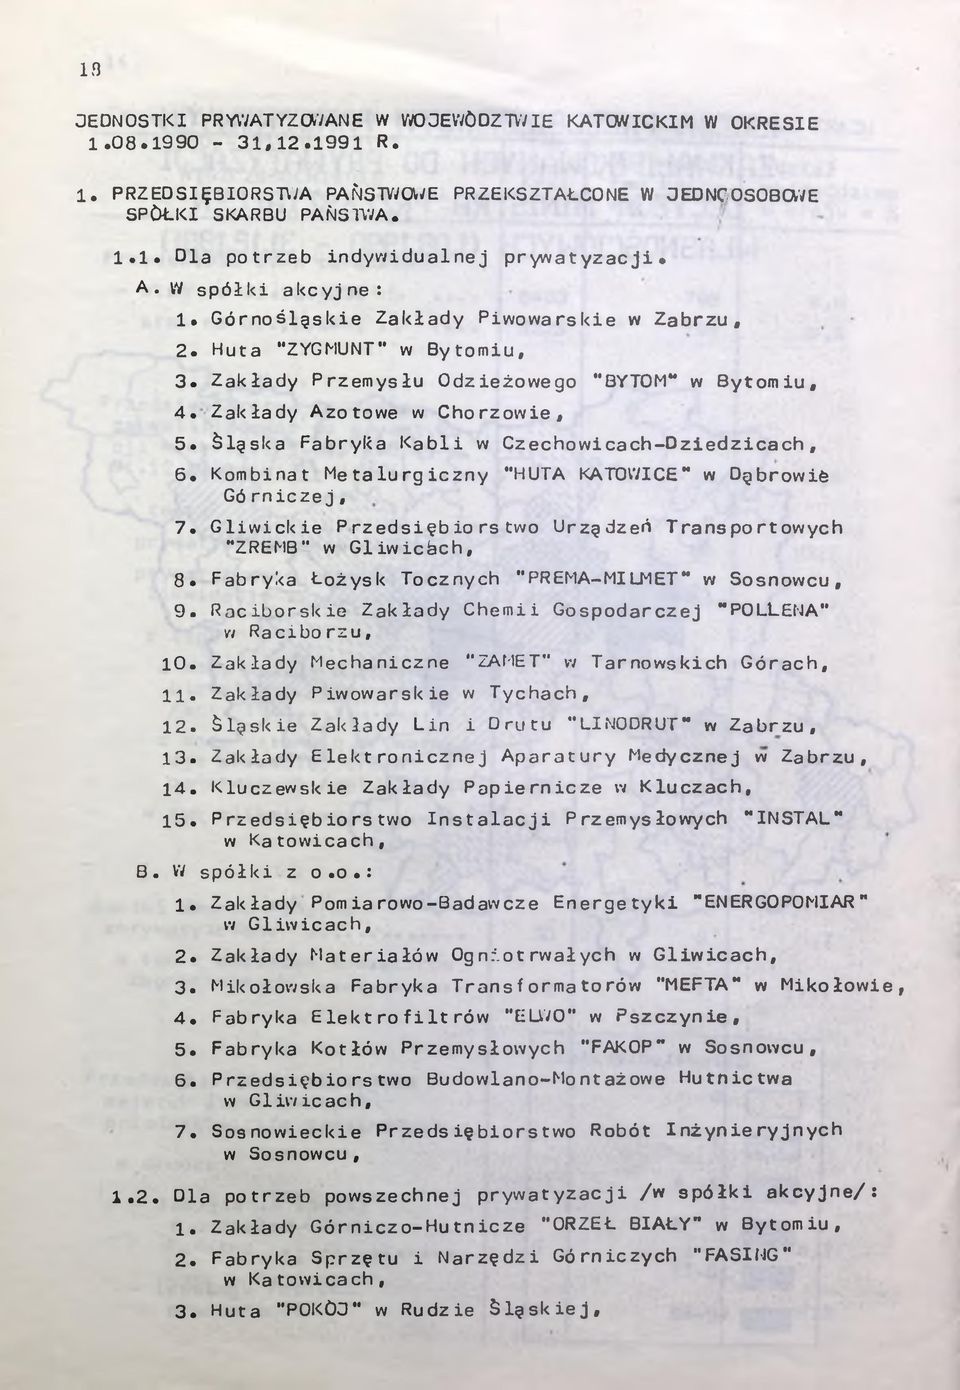 18
JEDNOSTKI PRYWATYZOWANE W WOJEWÓDZTWIE KATOWICKIM W OKRESIE
1.08.1990 - 31.12.1991 R.
1. PRZEDSIĘBIORSTWA PAŃSTWOWE PRZEKSZTAŁCONE W JEDNOOSOBOWE
SPÓŁKI SKARBU PAŃSTWA.
1.1. Dla potrzeb indywidualnej prywatyzacji.
A. W spółki akcyjne:
1. Górnośląskie Zakłady Piwowarskie w Zabrzu,
2. Huta "ZYGMUNT" w Bytomiu,
3. Zakłady Przemysłu Odzieżowego "BYTOM" w Bytomiu,
4. Zakłady Azotowe w Chorzowie,
5. Śląska Fabryka Kabli w Czechowicach-Dziedzicach,
6. Kombinat Metalurgiczny "HUTA KATOWICE" w Dąbrowie
Górniczej,
7. Gliwickie Przedsiębiorstwo Urządzeń Transportowych
"ZREMB" w Gliwicach,
8. Fabryka Łożysk Tocznych "PREMA-MILMET" w Sosnowcu,
9. Raciborskie Zakłady Chemii Gospodarczej "POLLENA"
w Raciborzu,
10. Zakłady Mechaniczne "ZAMET" w Tarnowskich Górach,
11. Zakłady Piwowarskie w Tychach,
12. Śląskie Zakłady Lin i Drutu "LINODRUT" w Zabrzu,
13. Zakłady Elektronicznej Aparatury Medycznej w Zabrzu,
14. Kluczewskie Zakłady Papiernicze w Kluczach,
15. Przedsiębiorstwo Instalacji Przemysłowych "INSTAL"
w Katowicach,
B. W spółki z o.o.:
1. Zakłady Pomiarowo-Badawcze Energetyki "ENERGOPOMIAR"
w Gliwicach,
2. Zakłady Materiałów Ogniotrwałych w Gliwicach,
3. Mikołowska Fabryka Transformatorów "MEFTA" w Mikołowie,
4. Fabryka Elektrofiltrów "ELWO" w Pszczynie,
5. Fabryka Kotłów Przemysłowych "FAKOP" w Sosnowcu,
6. Przedsiębiorstwo Budowlano-Montażowe Hutnictwa
w Gliwicach,
7. Sosnowieckie Przedsiębiorstwo Robót Inżynieryjnych
w Sosnowcu,
1.2. Dla potrzeb powszechnej prywatyzacji /w spółki akcyjne/:
1. Zakłady Górniczo-Hutnicze "ORZEŁ BIAŁY" w Bytomiu,
2. Fabryka Sprzętu i Narzędzi Górniczych "FASING"
w Katowicach,
3. Huta "POKÓJ" w Rudzie Śląskiej,